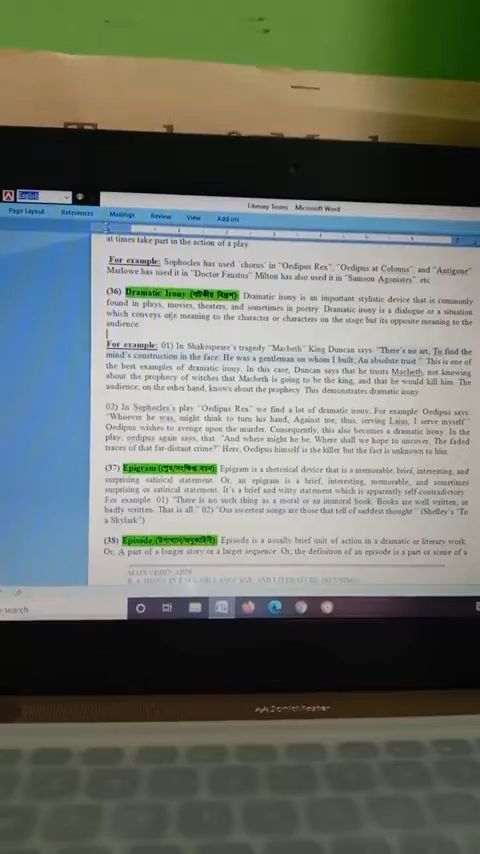 English
Literary Terms - Microsoft Word
Page Layout References Mailings Review View Add-Ins
at times take part in the action of a play.
For example: Sophocles has used 'chorus' in "Oedipus Rex", "Oedipus at Colonus" and "Antigone"
Marlowe has used it in "Doctor Faustus" Milton has also used it in "Samson Agonistes". etc
(36) Dramatic Irony (নাটকীয় বিদ্রূপ): Dramatic irony is an important stylistic device that is commonly
found in plays, movies, theaters, and sometimes in poetry Dramatic irony is a dialogue or a situation
which conveys one meaning to the character or characters on the stage but its opposite meaning to the
audience
For example: 01) In Shakespeare's tragedy "Macbeth" King Duncan says "There's no art, To find the
mind's construction in the face: He was a gentleman on whom I built, An absolute trust" This is one of
the best examples of dramatic irony. In this case, Duncan says that he trusts Macbeth, not knowing
about the prophecy of witches that Macbeth is going to be the king, and that he would kill him. The
audience, on the other hand, knows about the prophecy This demonstrates dramatic irony
02) In Sophocles's play "Oedipus Rex" we find a lot of dramatic irony. For example Oedipus says
"Whoever he was, might think to turn his hand, Against me, thus, serving Laius, I serve myself"
Oedipus wishes to avenge upon the murder. Consequently, this also becomes a dramatic irony. In the
play, oedipus again says, that "And where might he be, Where shall we hope to uncover, The faded
traces of that far-distant crime?" Here, Oedipus himself is the killer but the fact is unknown to him
(37) Epigram: Epigram is a rhetorical device that is a memorable, brief, interesting, and
surprising satirical statement Or, an epigram is a brief, interesting, memorable, and sometimes
surprising or satirical statement. It's a brief and witty statement which is apparently self-contradictory
For example 01) "There is no such thing as a moral or an immoral book. Books are well written, or
badly written. That is all." 02) "Our sweetest songs are those that tell of saddest thought" (Shelley's "To
a Skylark")
(38) Episode: Episode is a usually brief unit of action in a dramatic or literary work
Or, A part of a longer story or a larger sequence Or, the definition of an episode is a part or scene of a
B.A (HONS) IN ENGLISH LANGUAGE AND LITERATURE
search
SonicMaster